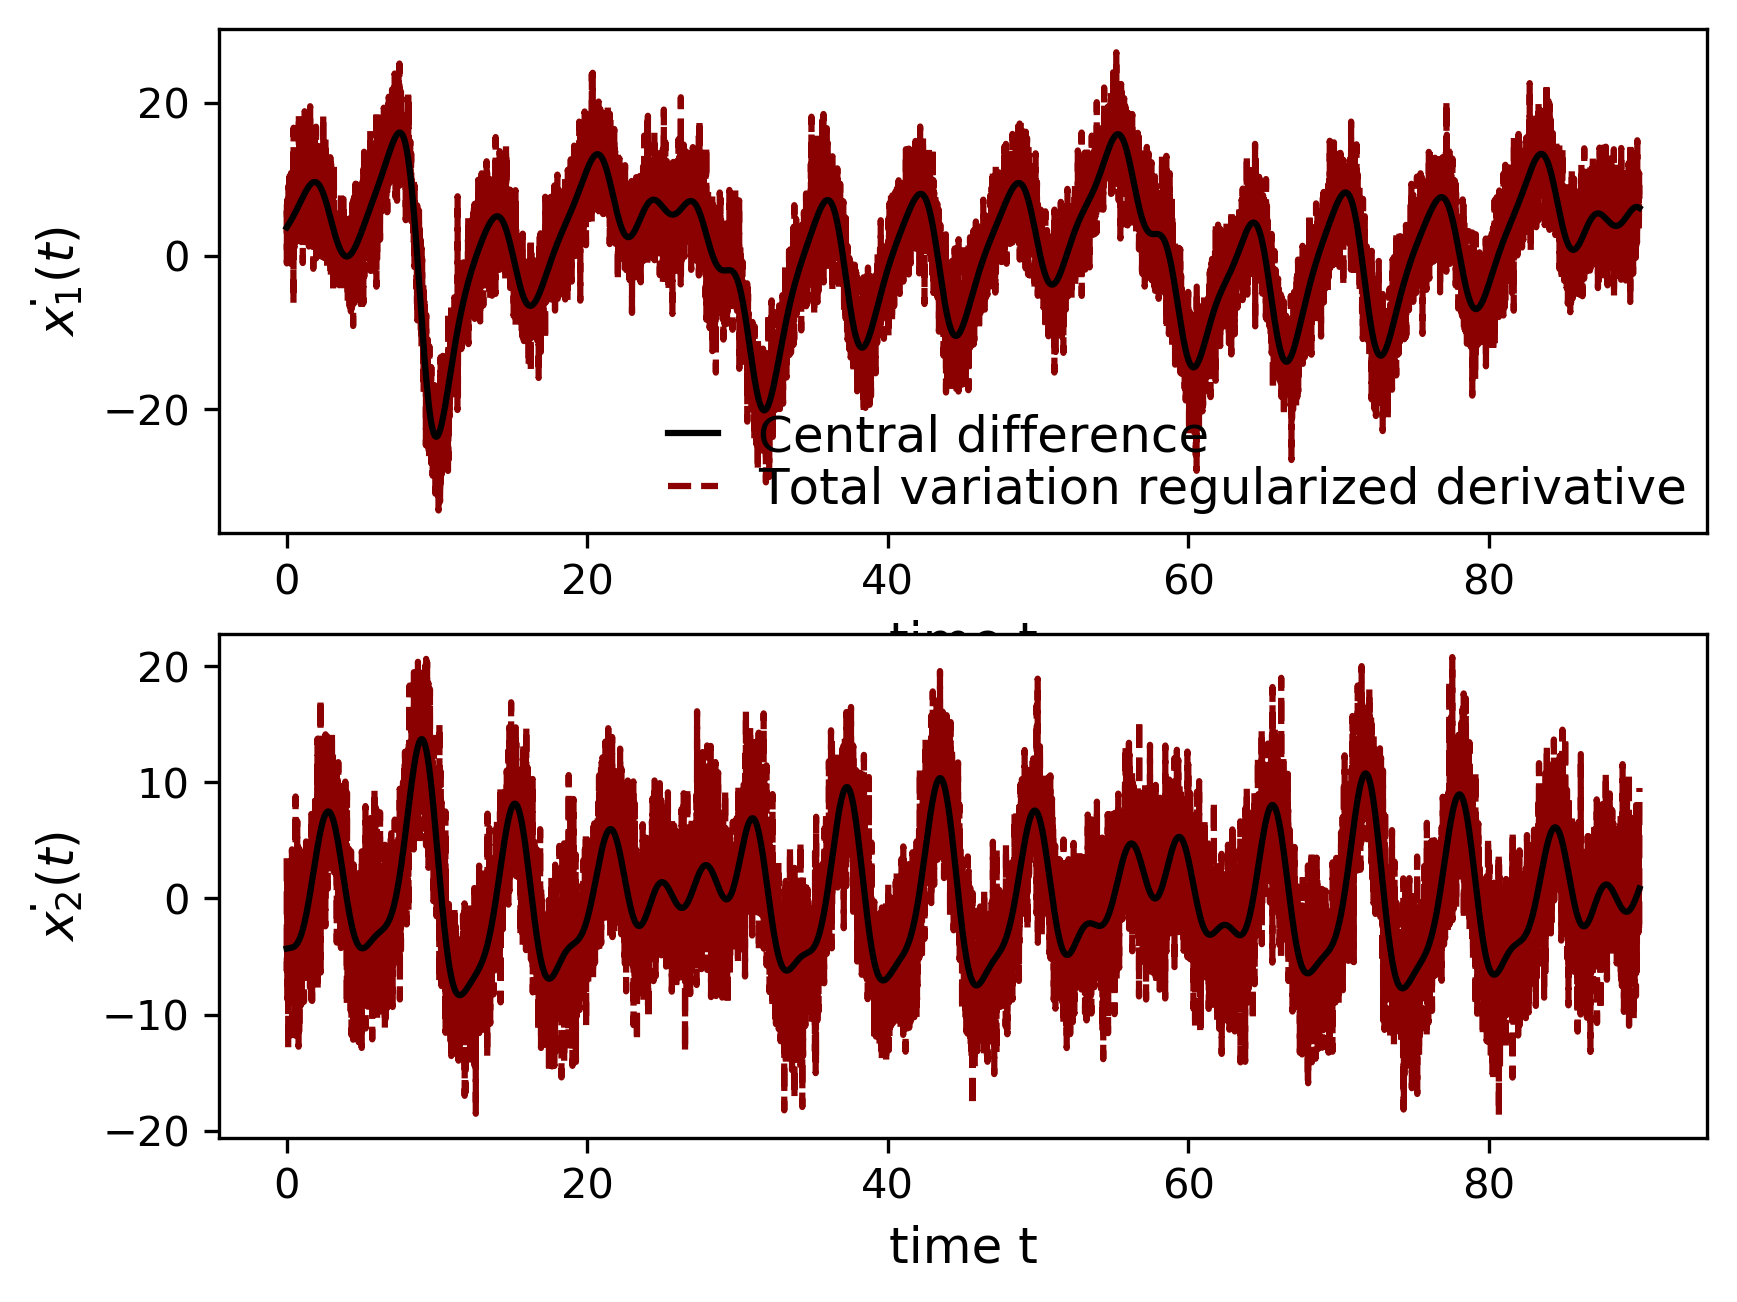 20
0
−20
ẋ₁(t)
Central difference
Total variation regularized derivative
0 20 40 60 80
time t
20
10
0
−10
−20
ẋ₂(t)
0 20 40 60 80
time t